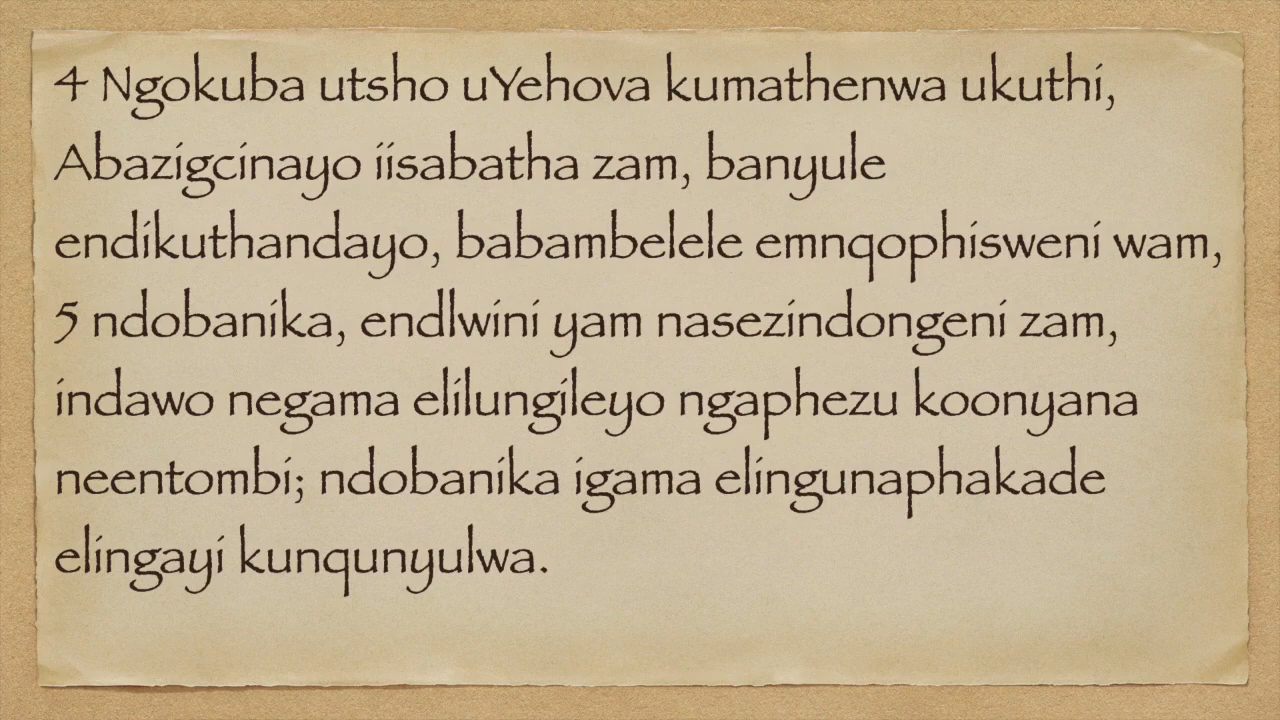 4 Ngokuba utsho uYehova kumathenwa ukuthi,
Abazigcinayo iisabatha zam, banyule
endikuthandayo, babambelele emnqophisweni wam,
5 ndobanika, endlwini yam nasezindongeni zam,
indawo negama elilungileyo ngaphezu koonyana
neentombi; ndobanika igama elingunaphakade
elingayi kunqunyulwa.